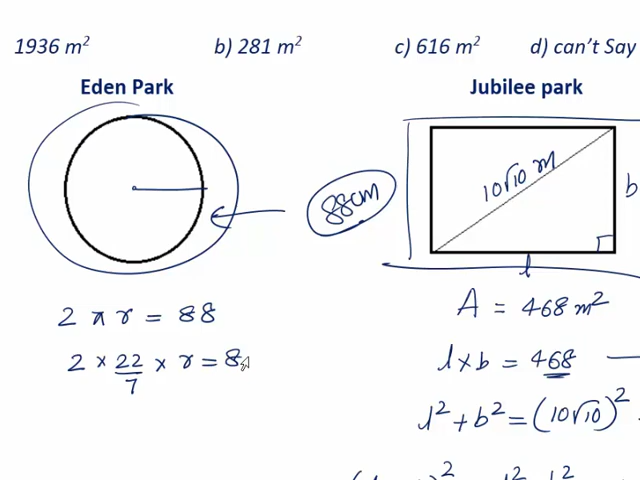 1936 m² b) 281 m² c) 616 m² d) can't Say
Eden Park
Jubilee park
88cm
10√10 m
b
l
2 π r = 88
2 × 22/7 × r = 8
A = 468 m²
l × b = 468
l² + b² = (10√10)²